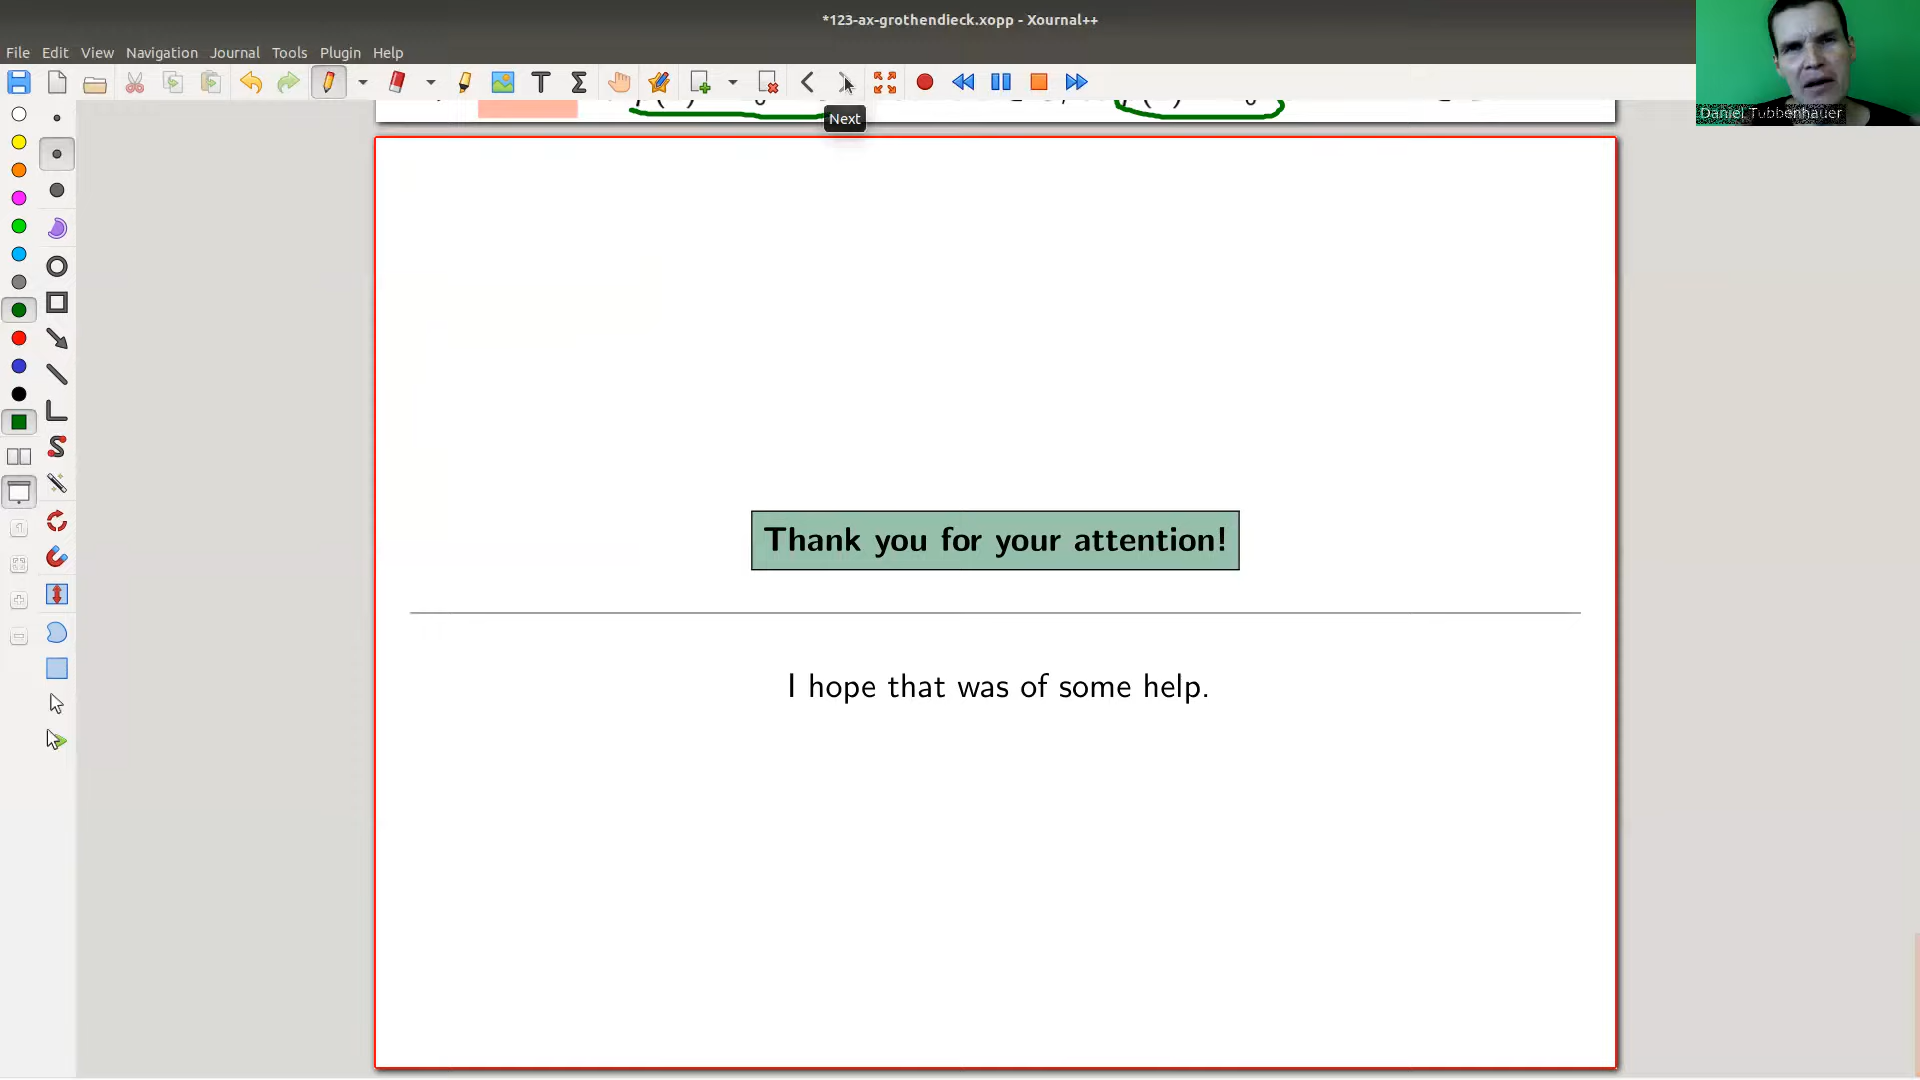 *123-ax-grothendieck.xopp - Xournal++
File Edit View Navigation Journal Tools Plugin Help
Daniel Tubbenhauer
Next
Thank you for your attention!
I hope that was of some help.